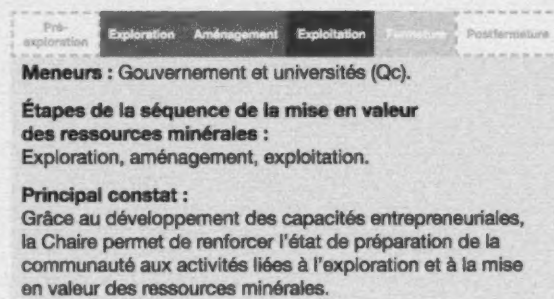 Pré-
exploration Exploration Aménagement Exploitation Fermeture Postfermeture
Meneurs : Gouvernement et universités (Qc).
Étapes de la séquence de la mise en valeur
des ressources minérales :
Exploration, aménagement, exploitation.
Principal constat :
Grâce au développement des capacités entrepreneuriales,
la Chaire permet de renforcer l'état de préparation de la
communauté aux activités liées à l'exploration et à la mise
en valeur des ressources minérales.